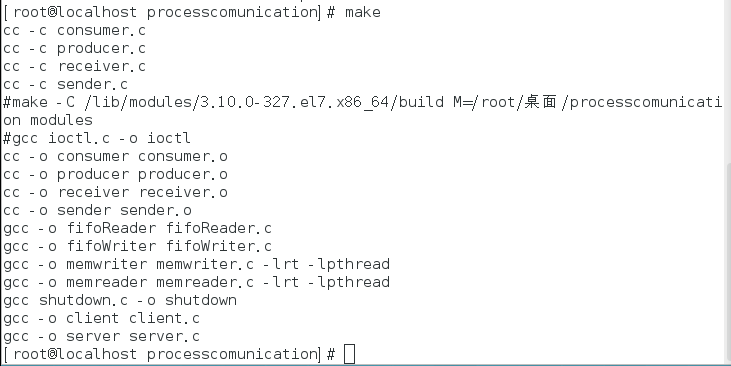 [root@localhost processcomunication]# make
cc -c consumer.c
cc -c producer.c
cc -c receiver.c
cc -c sender.c
#make -C /lib/modules/3.10.0-327.el7.x86_64/build M=/root/桌面/processcomunicati
on modules
#gcc ioctl.c -o ioctl
cc -o consumer consumer.o
cc -o producer producer.o
cc -o receiver receiver.o
cc -o sender sender.o
gcc -o fifoReader fifoReader.c
gcc -o fifoWriter fifoWriter.c
gcc -o memwriter memwriter.c -lrt -lpthread
gcc -o memreader memreader.c -lrt -lpthread
gcc shutdown.c -o shutdown
gcc -o client client.c
gcc -o server server.c
[root@localhost processcomunication]#